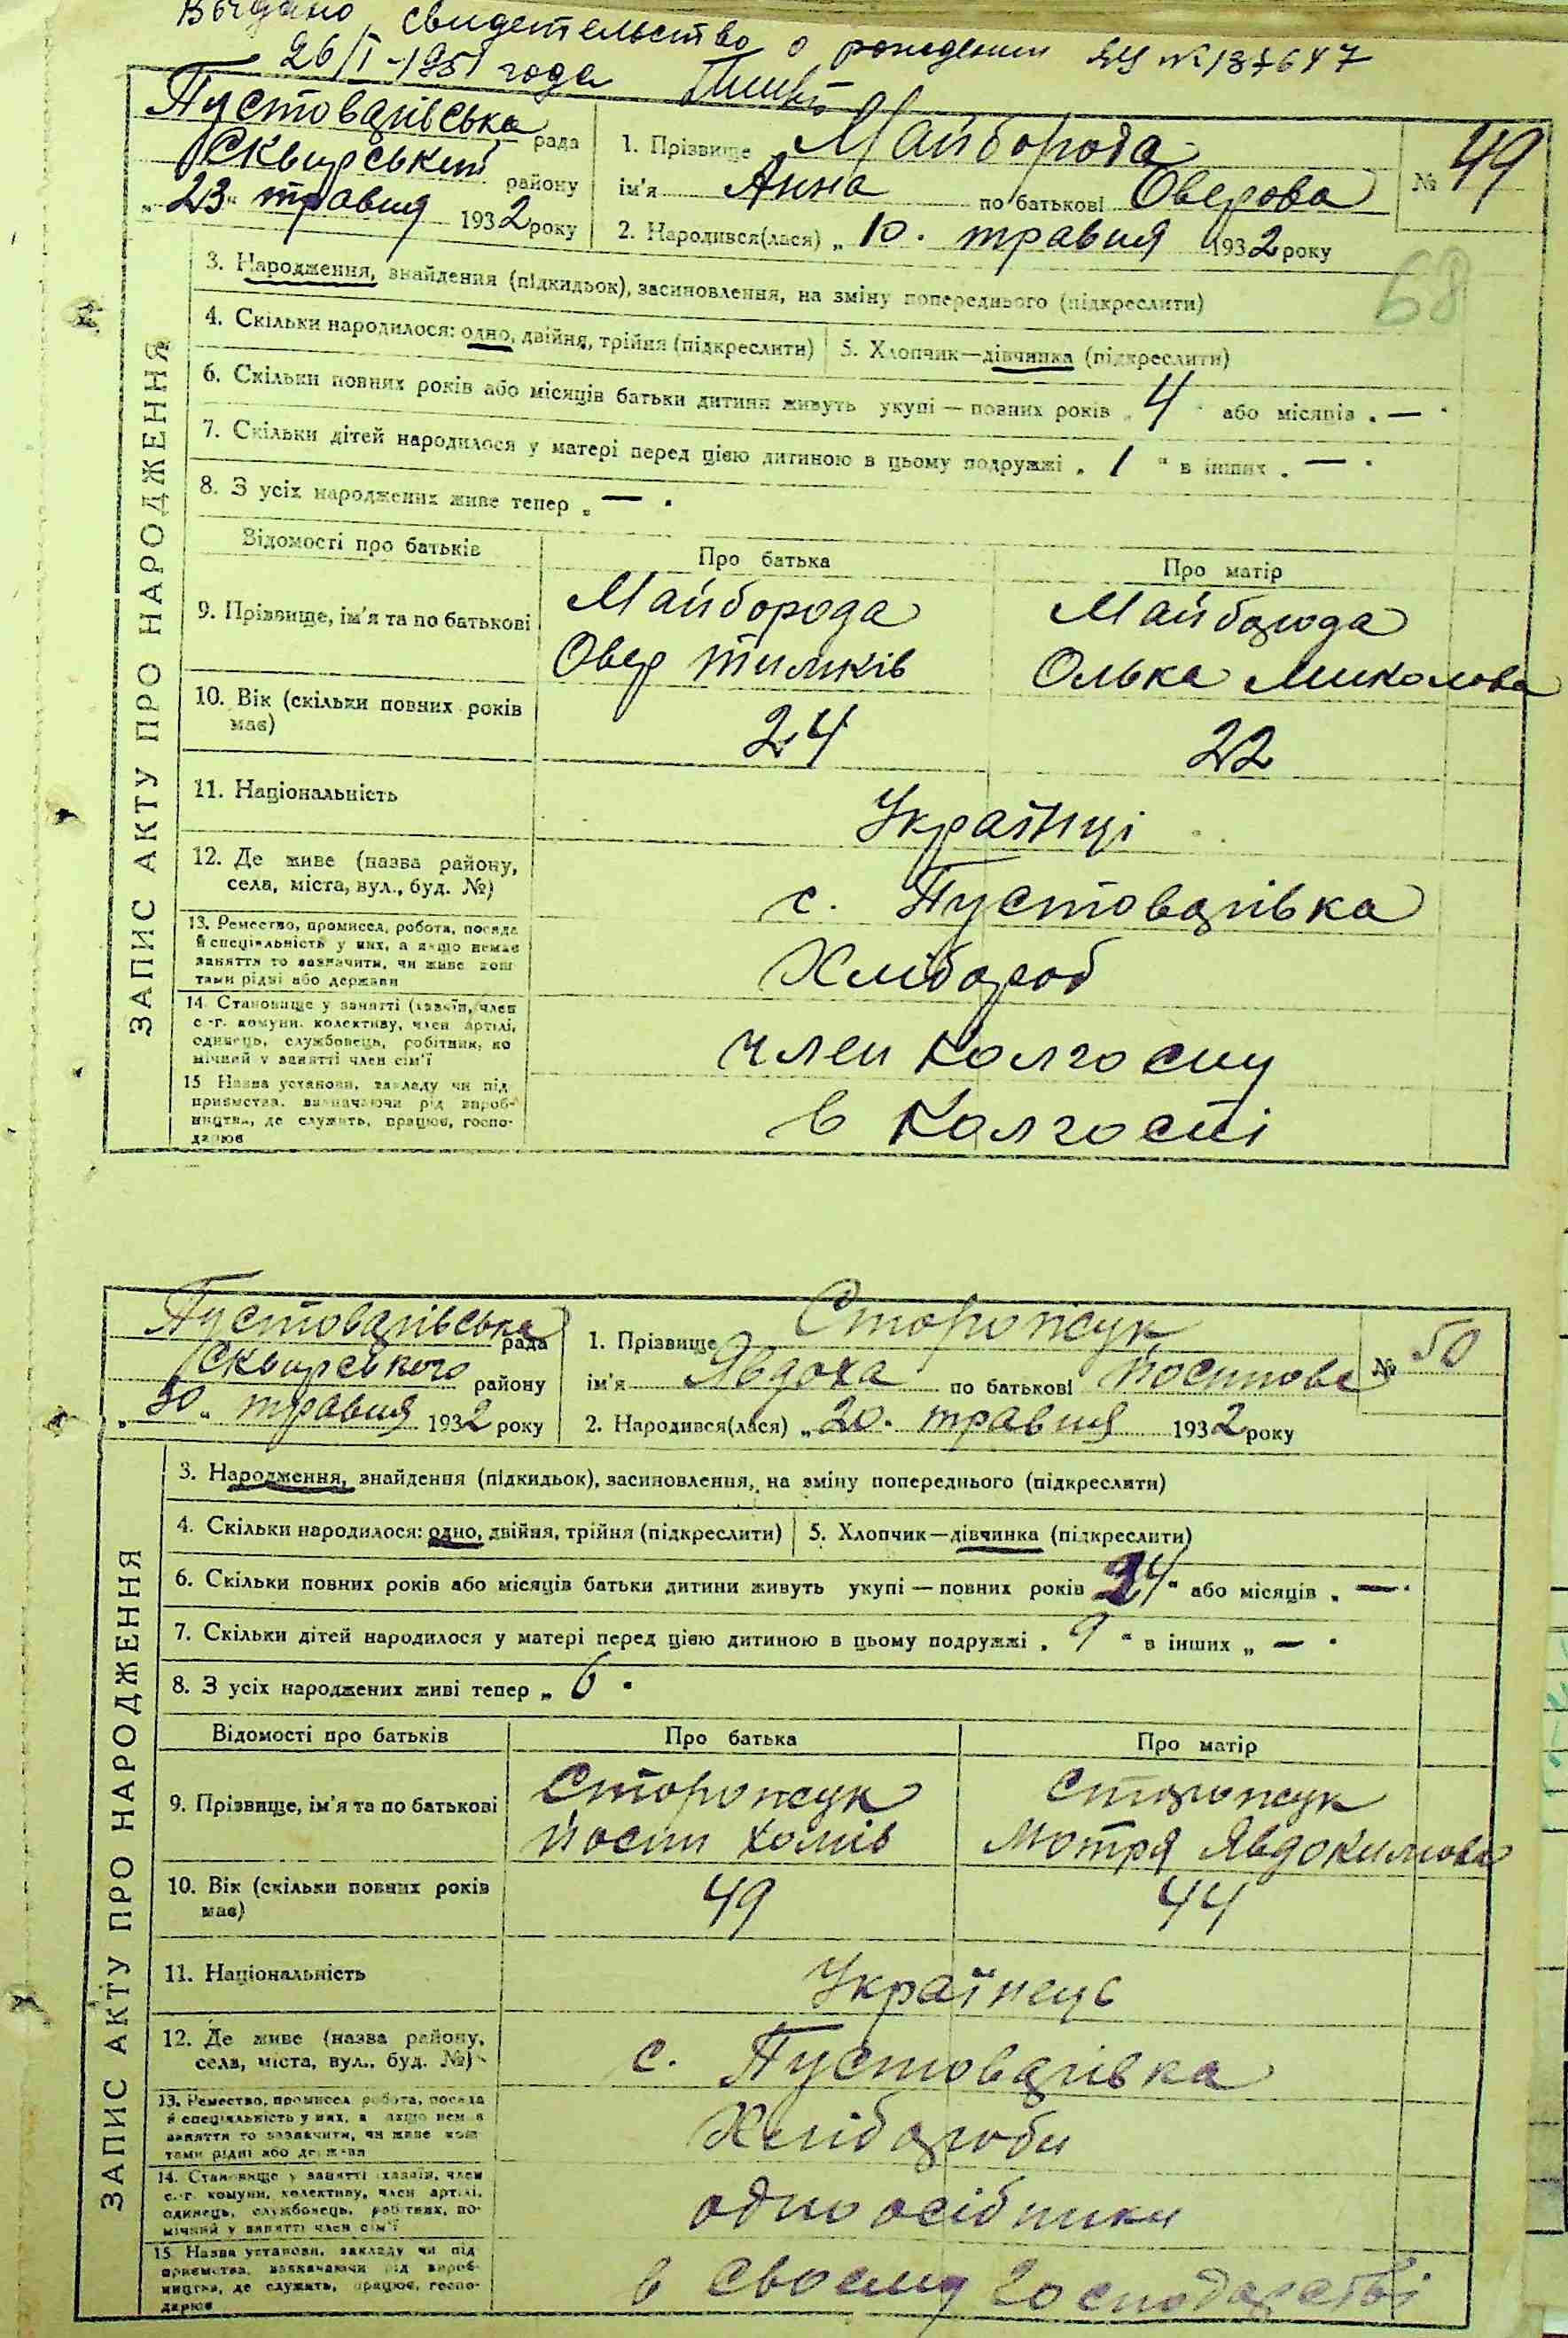 Выдано свидетельство о рождении ЯЧ № 137647
26/I-1951 года
Пустоварівська рада
Сквирський району
„23“ травня 1932 року
1. Прізвище Майборода
ім'я Анна по батькові Оверова
2. Народився(лася) „10. травня 1932 року
№ 49
68
3. Народження, знайдення (підкидьок), засиновлення, на зміну попереднього (підкреслити)
4. Скільки народилося: одно, двійня, трійня (підкреслити) 5. Хлопчик—дівчинка (підкреслити)
6. Скільки повних років або місяців батьки дитини живуть укупі — повних років „4“ або місяців „—“
7. Скільки дітей народилося у матері перед цією дитиною в цьому подружжі „1“ в інших „—“
8. З усіх народжених живе тепер „—“
Відомості про батьків Про батька Про матір
9. Прізвище, ім'я та по батькові
Майборода Майборода
Овер Тимків Олька Миколова
10. Вік (скільки повних років має) 24 22
11. Національність Українці
12. Де живе (назва району, села, міста, вул., буд. №) с. Пустоварівка
13. Ремество, промисел, робота, посада й спеціяльність у них, а якщо немає заняття то зазначити, чи живе коштами рідні або держави
Хлібороб
14. Становище у занятті (хазяїн, член с.-г. комуни, колективу, член артілі, одинець, службовець, робітник, помічний у занятті член сім'ї
член колгоспу
15 Назва установи, закладу чи підприємства, зазначаючи рід виробництва, де служить, працює, господарює
в колгоспі
ЗАПИС АКТУ ПРО НАРОДЖЕННЯ
Пустоварівська рада
Сквирського району
„30“ травня 1932 року
1. Прізвище Сторожук
ім'я Явдоха по батькові Йосипова
2. Народився(лася) „20. травня 1932 року
№ 50
3. Народження, знайдення (підкидьок), засиновлення, на зміну попереднього (підкреслити)
4. Скільки народилося: одно, двійня, трійня (підкреслити) 5. Хлопчик—дівчинка (підкреслити)
6. Скільки повних років або місяців батьки дитини живуть укупі — повних років 24“ або місяців „—“
7. Скільки дітей народилося у матері перед цією дитиною в цьому подружжі „9“ в інших „—“
8. З усіх народжених живі тепер „6“
Відомості про батьків Про батька Про матір
9. Прізвище, ім'я та по батькові
Сторожук Сторожук
Йосип Хомів Мотря Явдокимова
10. Вік (скільки повних років має) 49 44
11. Національність Українець
12. Де живе (назва району, села, міста, вул., буд. №) с. Пустоварівка
13. Ремество, промисел робота, посада й спеціяльність у них, а якщо немає заняття то зазначити, чи живе коштами рідні або держави
Хлібороби
14. Становище у занятті (хазяїн, член с.-г. комуни, колективу, член артілі, одинець, службовець, робітник, помічний у занятті член сім'ї
одноосібники
15 Назва установи, закладу чи підприємства, зазначаючи рід виробництва, де служить, працює, господарює
в своєму господарстві
ЗАПИС АКТУ ПРО НАРОДЖЕННЯ